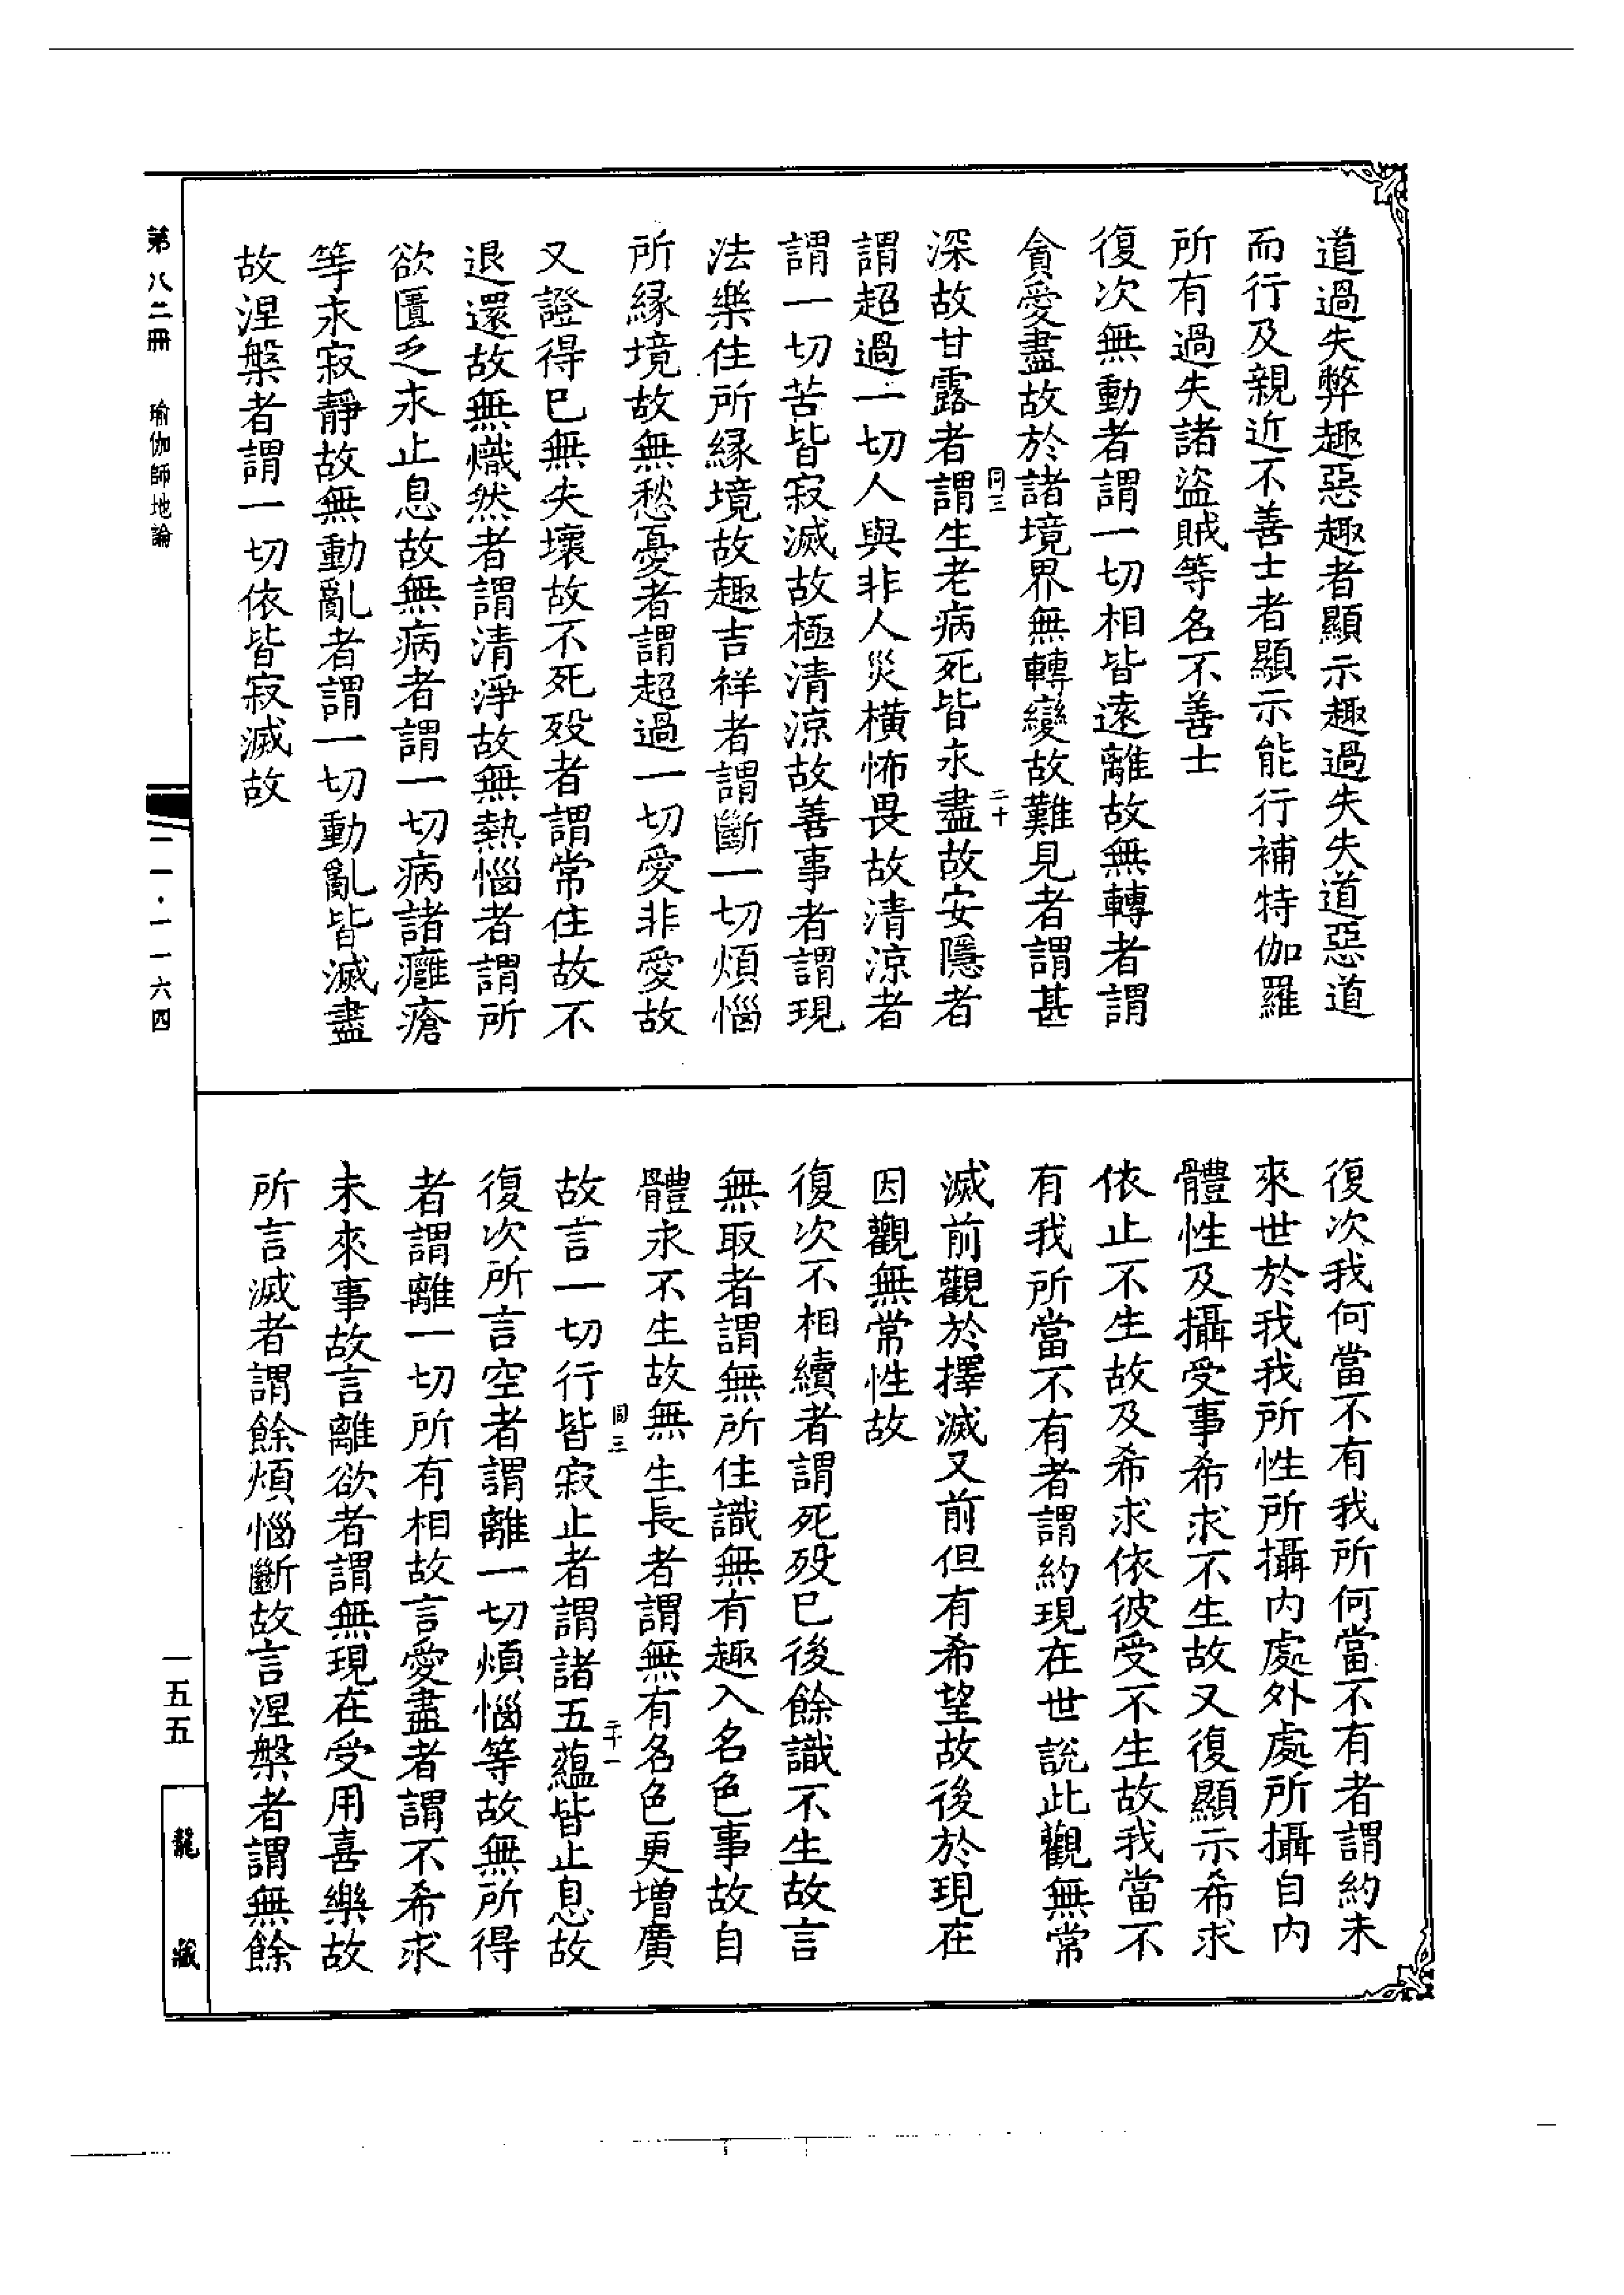 道過失弊趣惡趣者顯示趣過失失道惡道
而行及親近不善士者顯示能行補特伽羅
所有過失諸盜賊等名不善士
復次無動者謂一切相皆遠離故無轉者謂
貪愛盡故於諸境界無轉變故難見者謂甚
同三
二十
深故甘露者謂生老病死皆永盡故安隱者
謂超過一切人與非人災橫怖畏故清涼者
謂一切苦皆寂滅故極清涼故善事者謂現
法樂住所緣境故趣吉祥者謂斷一切煩惱
所緣境故無愁憂者謂超過一切愛非愛故
又證得已無失壞故不死歿者謂常住故不
退還故無熾然者謂清淨故無熱惱者謂所
欲匱乏永止息故無病者謂一切病諸癰瘡
等永寂靜故無動亂者謂一切動亂皆滅盡
故涅槃者謂一切依皆寂滅故
復次我何當不有我所何當不有者謂約未
來世於我我所性所攝內處外處所攝自內
體性及攝受事希求不生故又復顯示希求
依止不生故及希求依彼受不生故我當不
有我所當不有者謂約現在世說此觀無常
滅前觀於擇滅又前但有希望故後於現在
因觀無常性故
復次不相續者謂死歿已後餘識不生故言
無取者謂無所住識無有趣入名色事故自
體永不生故無生長者謂無有名色更增廣
同三
二十一
故言一切行皆寂止者謂諸五蘊皆止息故
復次所言空者謂離一切煩惱等故無所得
者謂離一切所有相故言愛盡者謂不希求
未來事故言離欲者謂無現在受用喜樂故
所言滅者謂餘煩惱斷故言涅槃者謂無餘
第八二冊 瑜伽師地論
二一·一一六四
一五五
龍藏